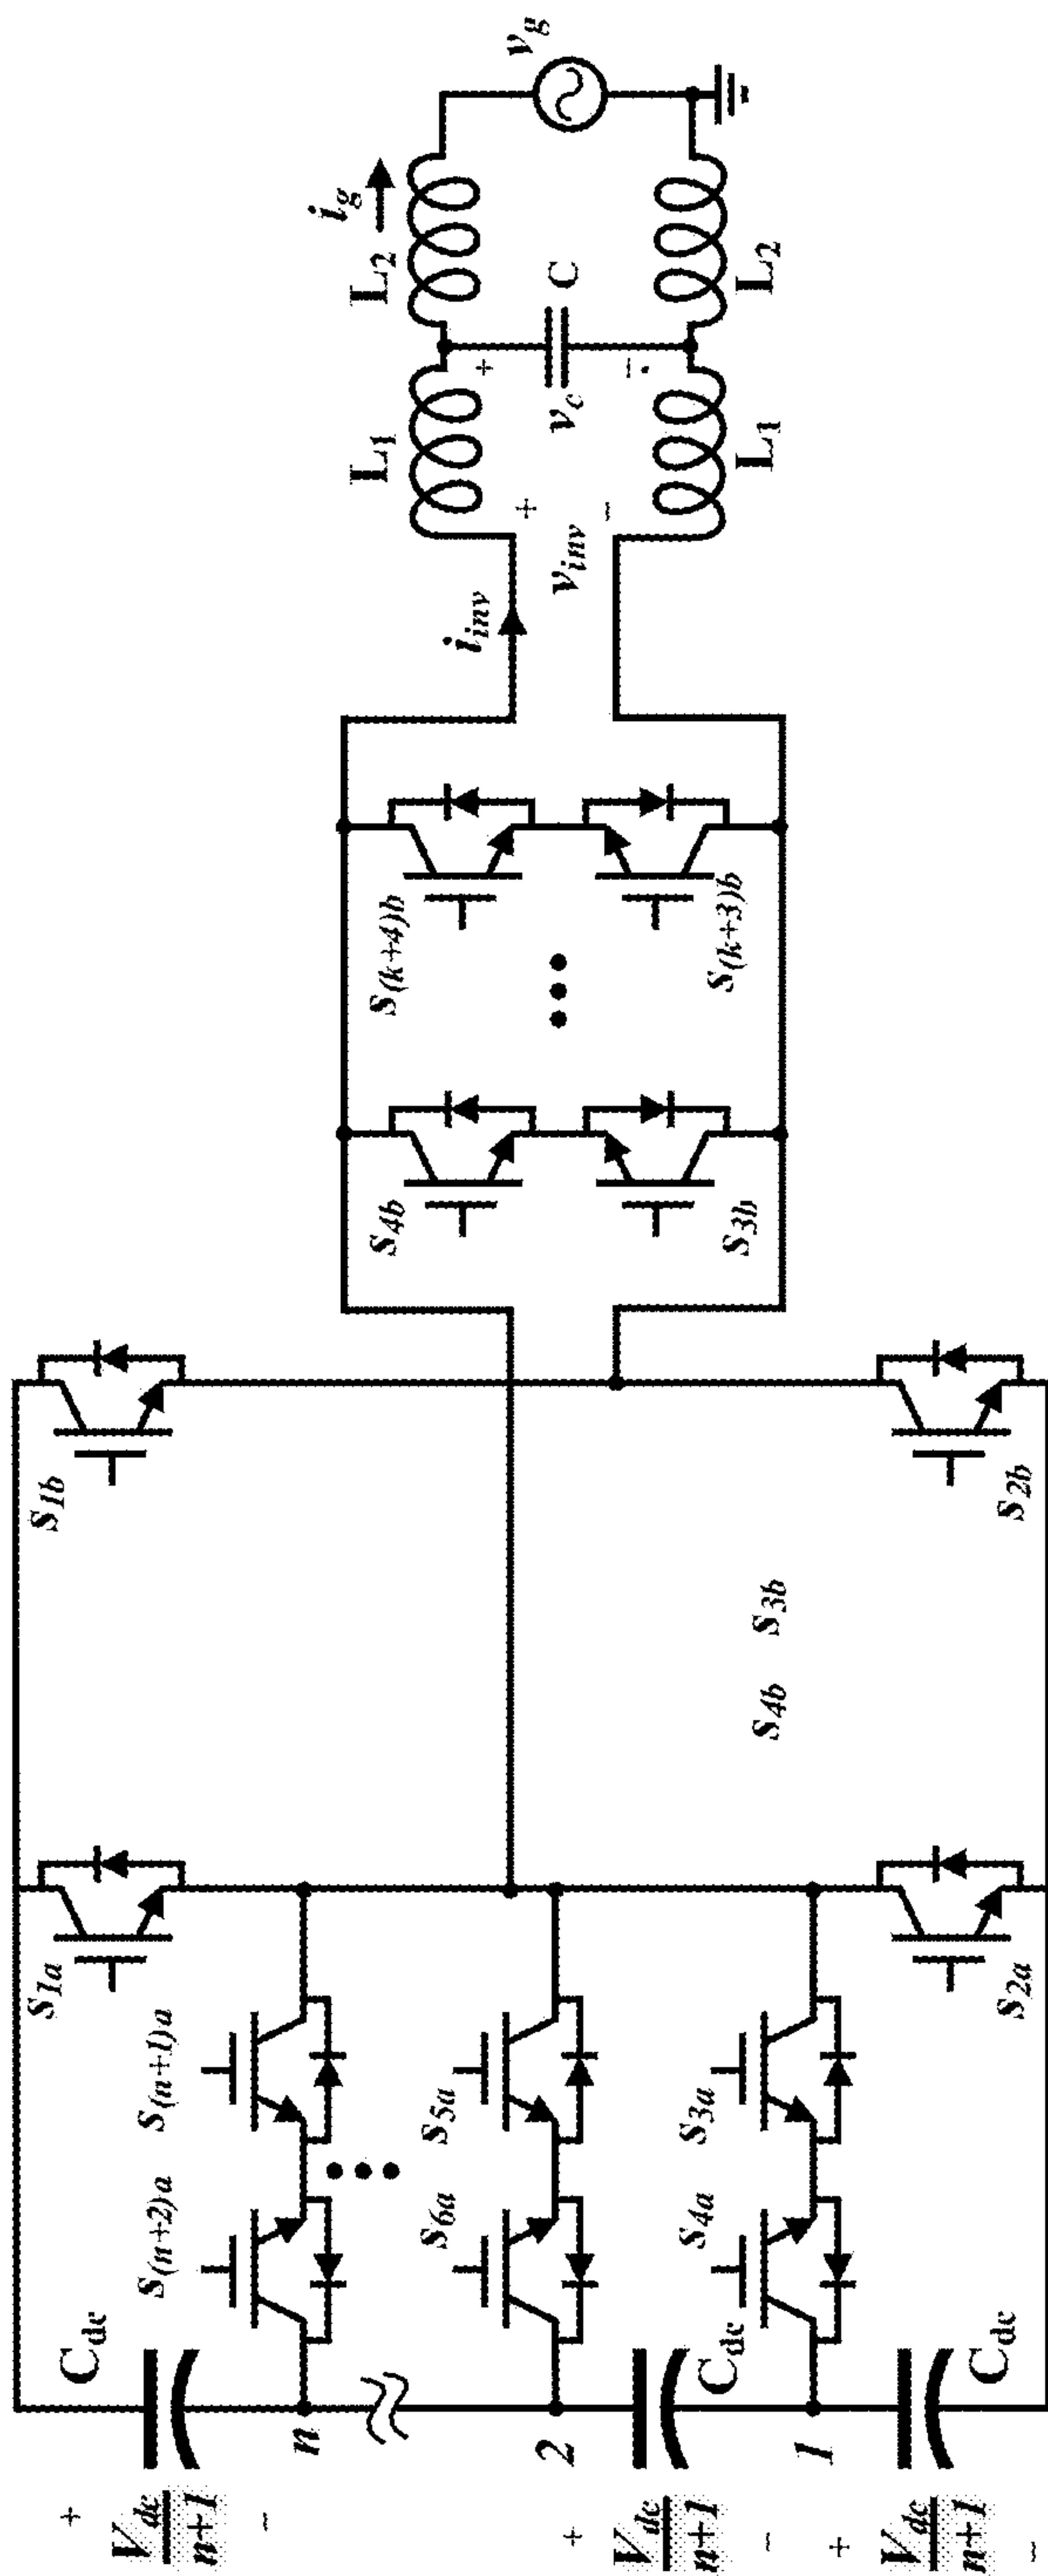 +
V_dc/n+1
−
+
V_dc/n+1
−
+
V_dc/n+1
−
C_dc
n
2
C_dc
1
C_dc
S_(n+2)a
S_(n+1)a
S_6a
S_5a
S_4a
S_3a
S_1a
S_2a
S_4b
S_3b
S_1b
S_2b
S_4b
S_3b
S_(k+4)b
S_(k+3)b
i_inv
+
v_inv
−
L_1
L_1
+
v_c
−
C
L_2
L_2
i_g
v_g